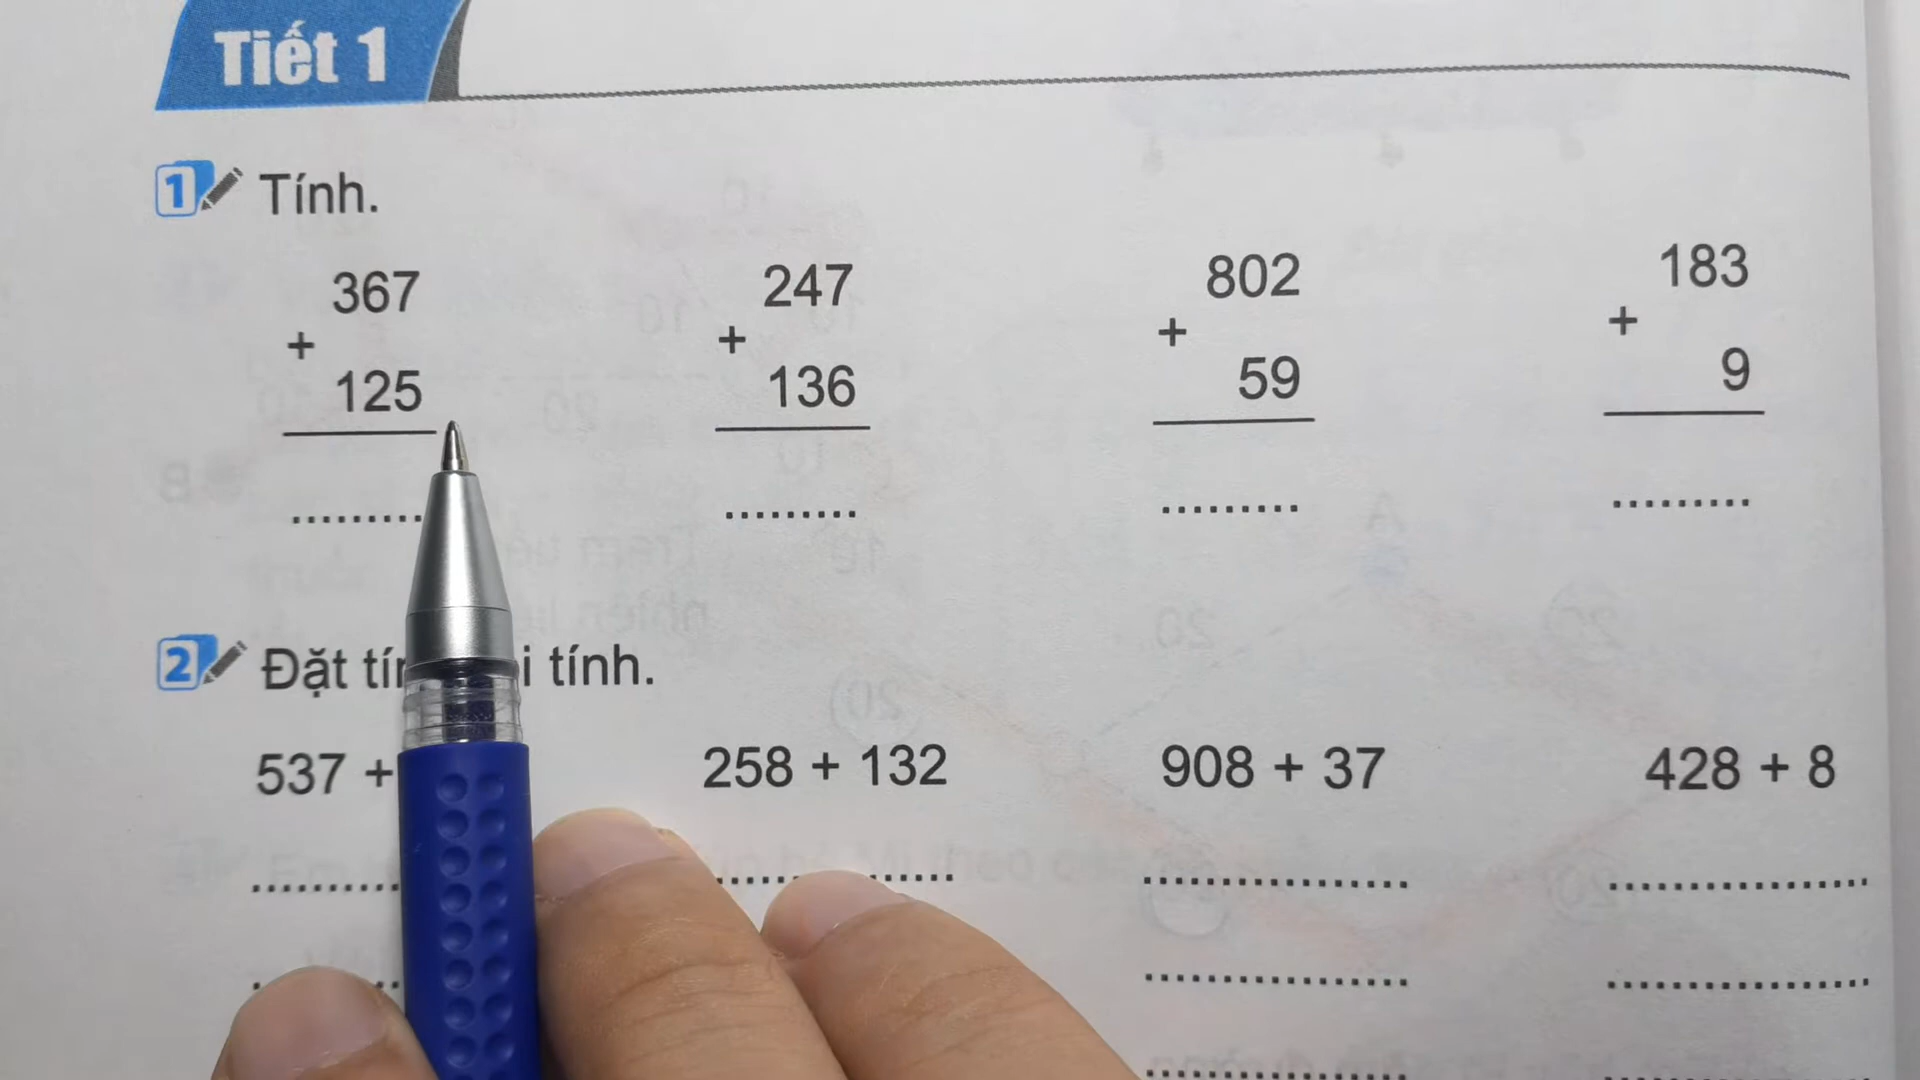 Tiết 1
1 Tính.
367 247 802 183
+ + + +
125 136 59 9
......... ......... ......... .........
2 Đặt tính.
537 + 258 + 132 908 + 37 428 + 8